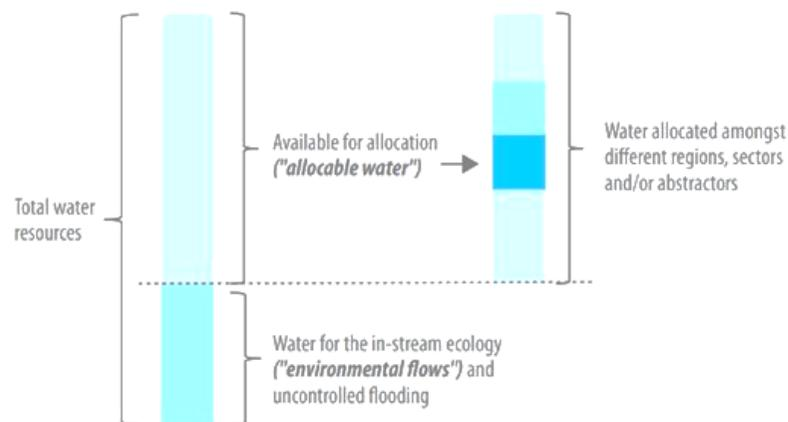 Total water
resources
Available for allocation
("allocable water")
Water allocated amongst
different regions, sectors
and/or abstractors
Water for the in-stream ecology
("environmental flows") and
uncontrolled flooding